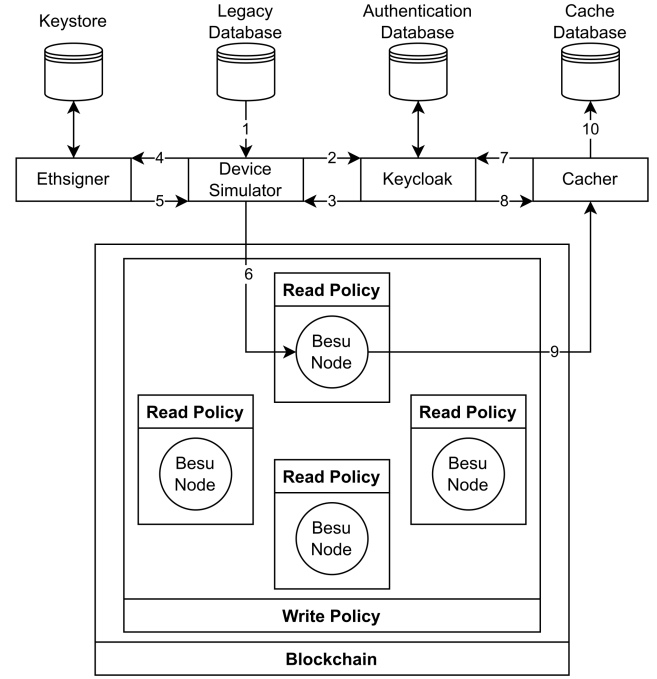 Keystore
Legacy
Database
Authentication
Database
Cache
Database
1
10
4
2
7
Ethsigner
Device
Simulator
Keycloak
Cacher
5
3
8
6
Read Policy
Besu
Node
9
Read Policy
Besu
Node
Read Policy
Besu
Node
Read Policy
Besu
Node
Write Policy
Blockchain